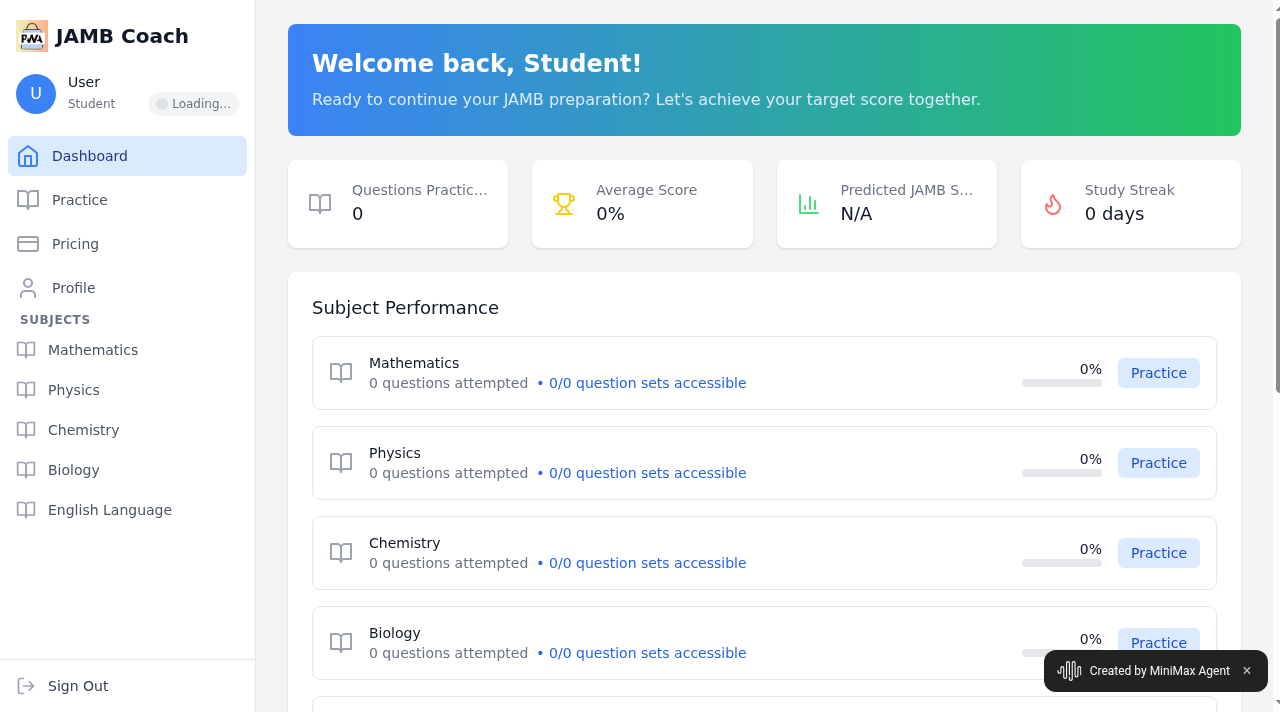 PWA
JAMB Coach
U
User
Student
Loading...
Dashboard
Practice
Pricing
Profile
SUBJECTS
Mathematics
Physics
Chemistry
Biology
English Language
Sign Out
Welcome back, Student!
Ready to continue your JAMB preparation? Let's achieve your target score together.
Questions Practic...
0
Average Score
0%
Predicted JAMB S...
N/A
Study Streak
0 days
Subject Performance
Mathematics
0 questions attempted • 0/0 question sets accessible
0%
Practice
Physics
0 questions attempted • 0/0 question sets accessible
0%
Practice
Chemistry
0 questions attempted • 0/0 question sets accessible
0%
Practice
Biology
0 questions attempted • 0/0 question sets accessible
0%
Practice
Created by MiniMax Agent ×